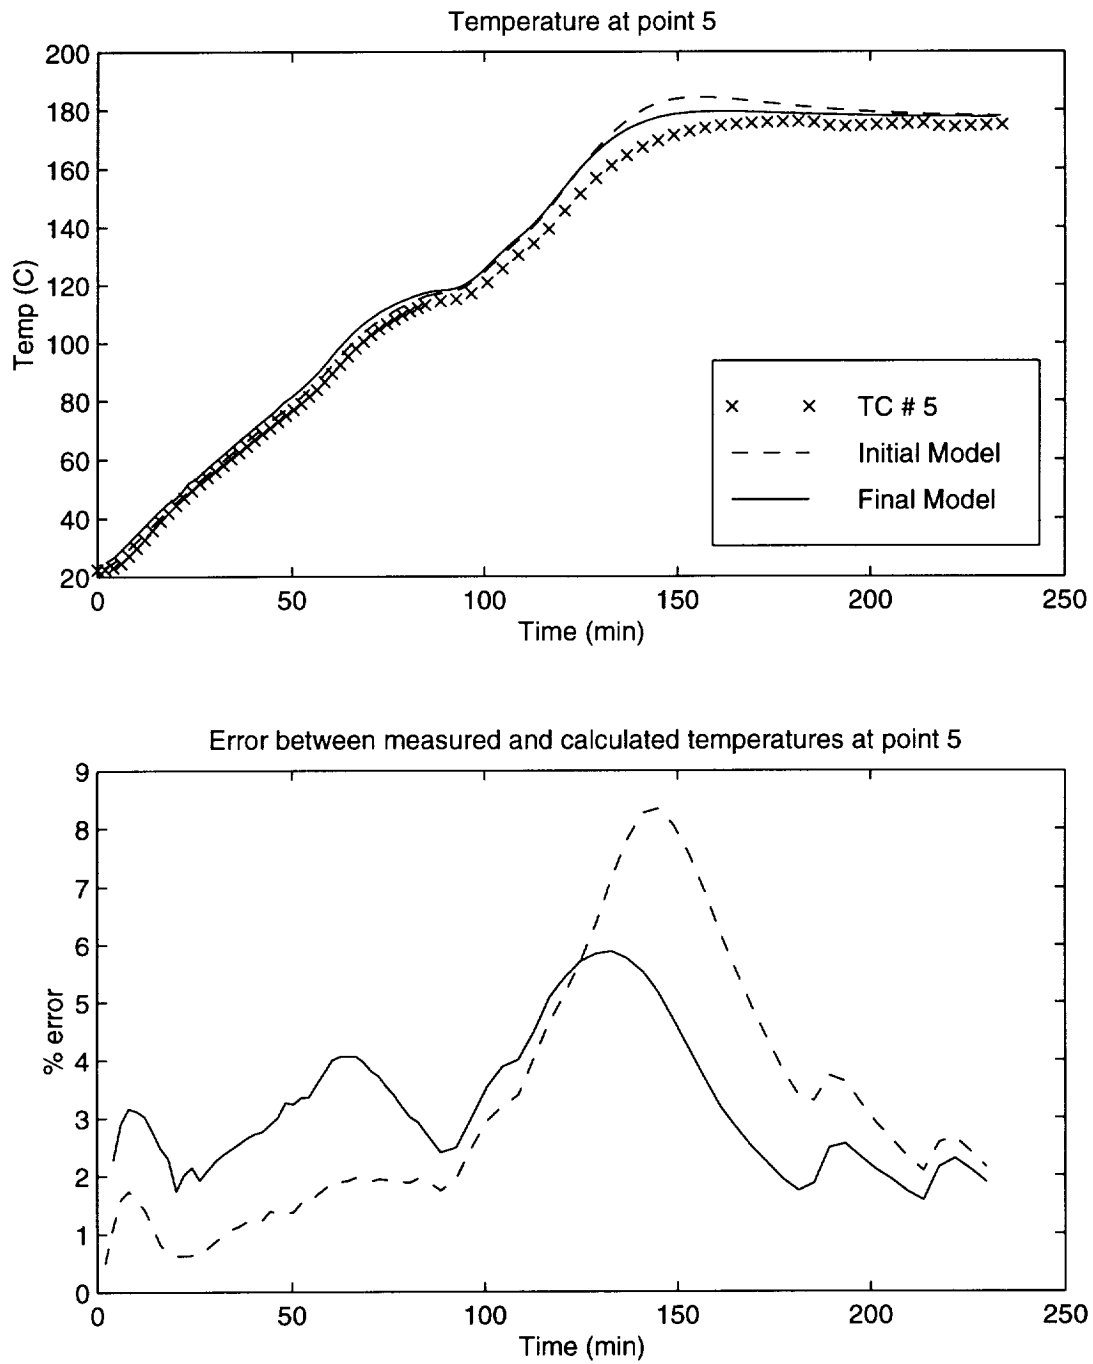 Temperature at point 5
200
180
160
140
120
100
80
60
40
20
Temp (C)
TC # 5
Initial Model
Final Model
0 50 100 150 200 250
Time (min)
Error between measured and calculated temperatures at point 5
9
8
7
6
5
4
3
2
1
0
% error
0 50 100 150 200 250
Time (min)